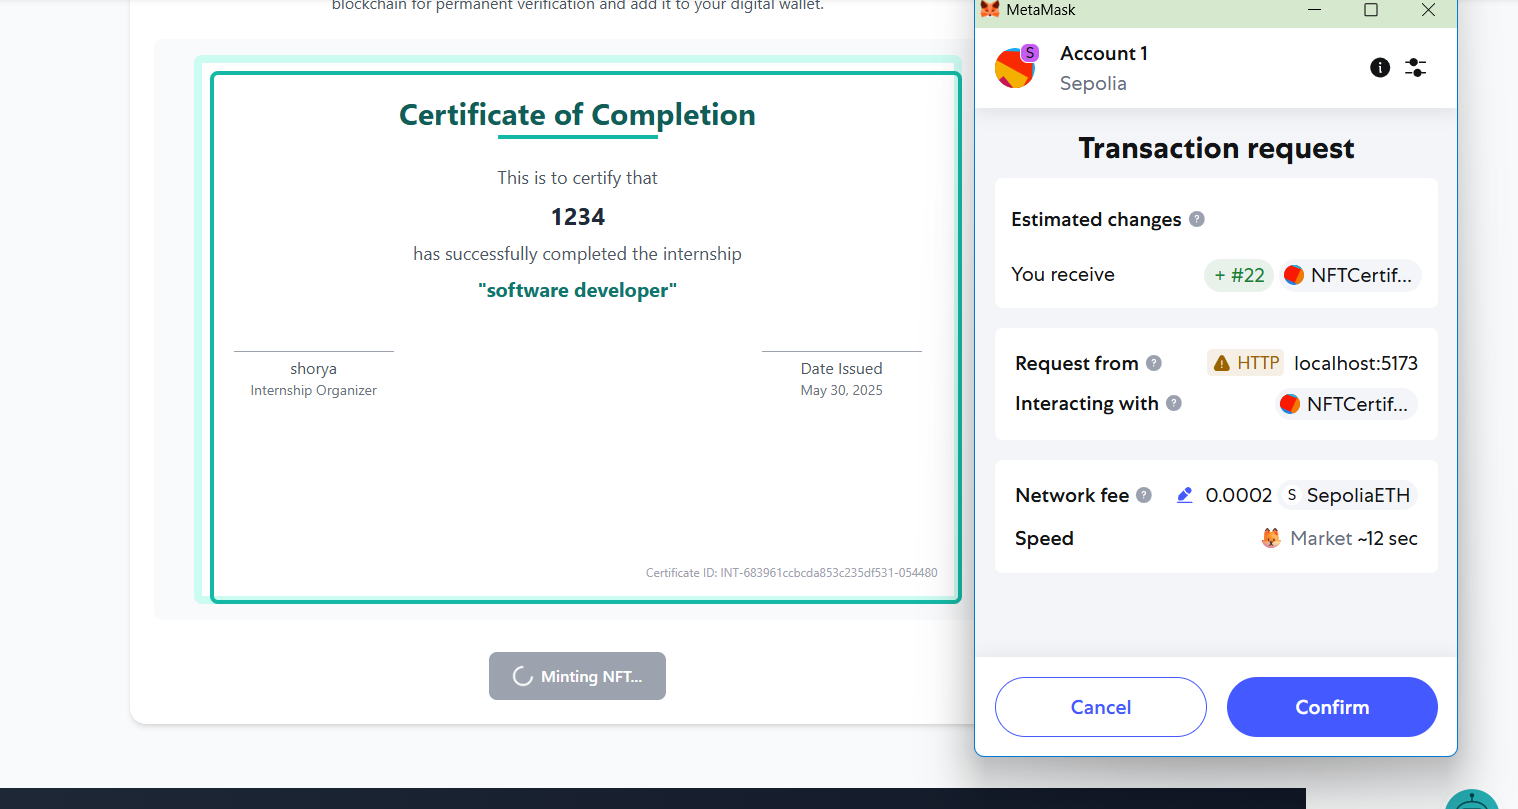 blockchain for permanent verification and add it to your digital wallet.
Certificate of Completion
This is to certify that
1234
has successfully completed the internship
"software developer"
shorya
Internship Organizer
Date Issued
May 30, 2025
Certificate ID: INT-683961ccbcda853c235df531-054480
Minting NFT...
MetaMask
S
Account 1
Sepolia
Transaction request
Estimated changes ?
You receive + #22 NFTCertif...
Request from ? HTTP localhost:5173
Interacting with ? NFTCertif...
Network fee ? 0.0002 S SepoliaETH
Speed Market ~12 sec
Cancel Confirm